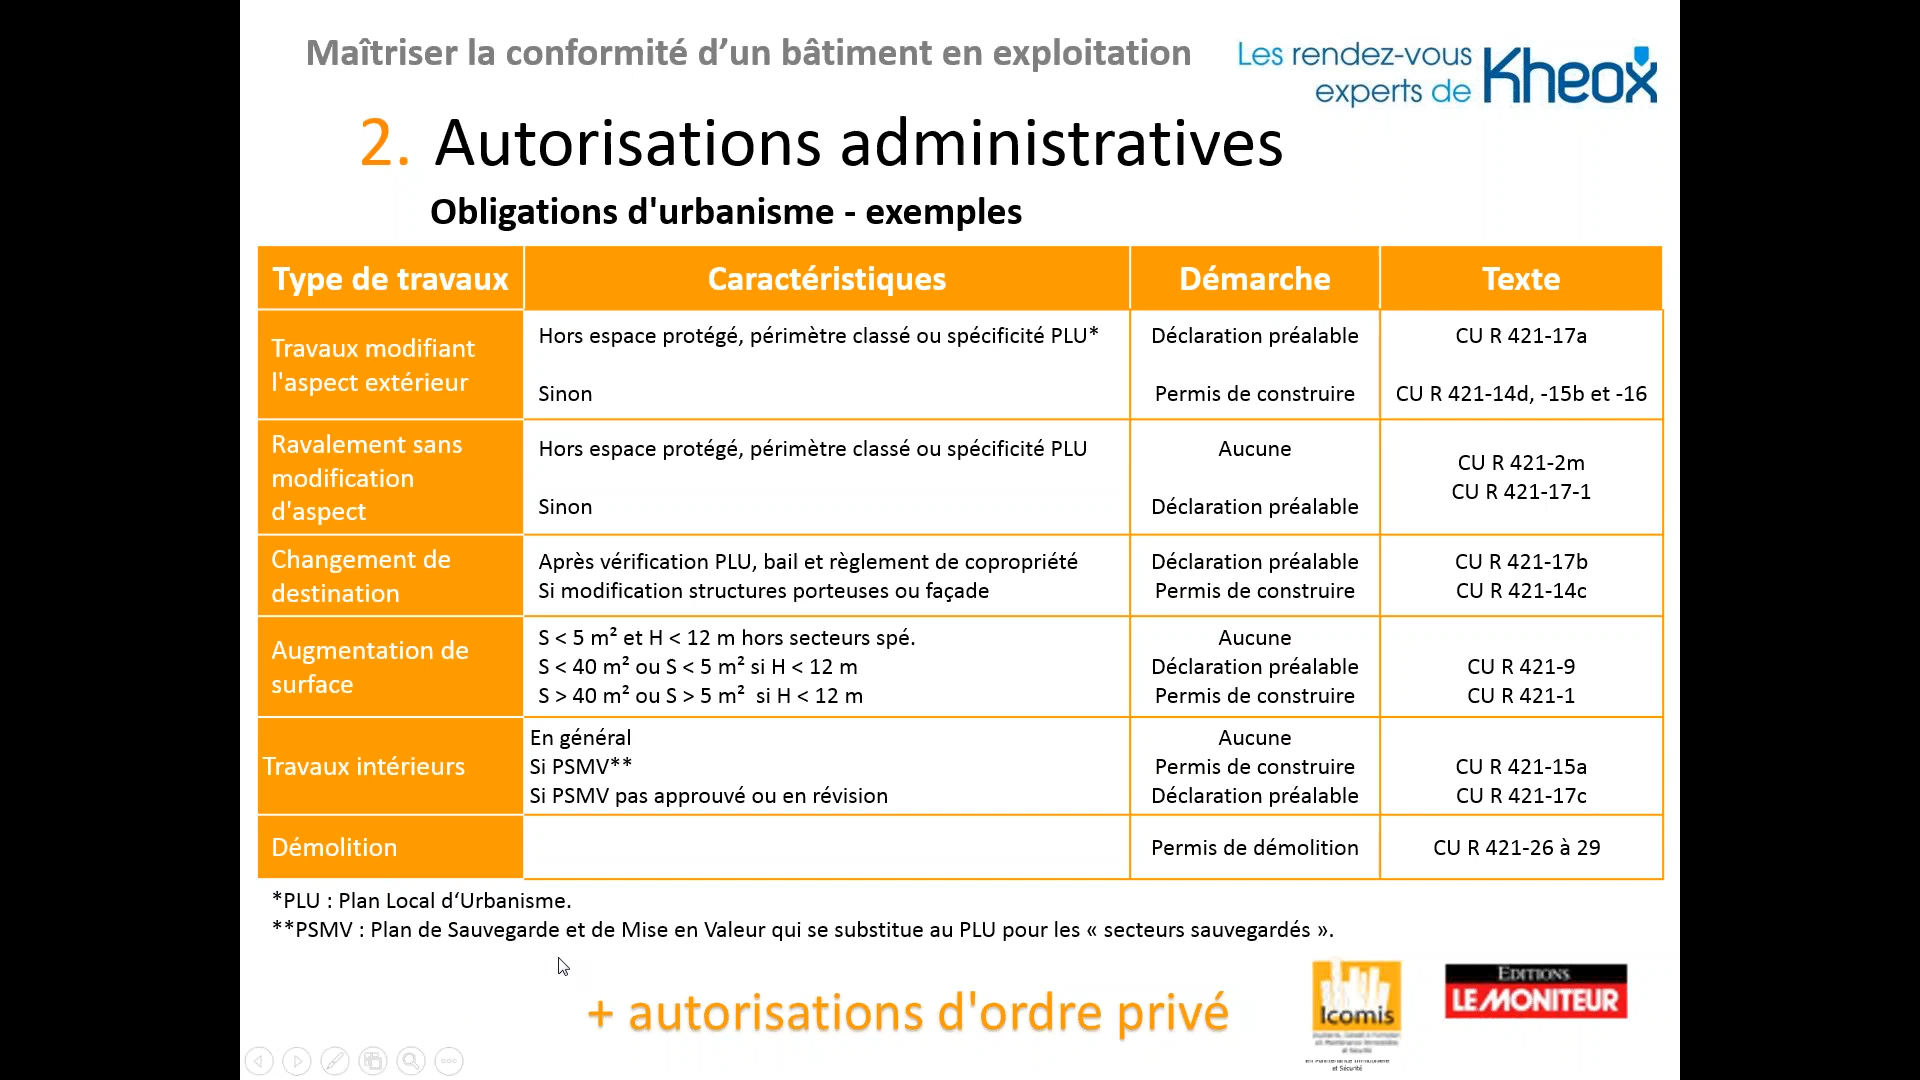 Maîtriser la conformité d’un bâtiment en exploitation
Les rendez-vous
experts de Kheox
2. Autorisations administratives
Obligations d'urbanisme - exemples
Type de travaux Caractéristiques Démarche Texte
Travaux modifiant
l'aspect extérieur
Hors espace protégé, périmètre classé ou spécificité PLU* Déclaration préalable CU R 421-17a
Sinon Permis de construire CU R 421-14d, -15b et -16
Ravalement sans
modification
d'aspect
Hors espace protégé, périmètre classé ou spécificité PLU Aucune
Sinon Déclaration préalable
CU R 421-2m
CU R 421-17-1
Changement de
destination
Après vérification PLU, bail et règlement de copropriété Déclaration préalable CU R 421-17b
Si modification structures porteuses ou façade Permis de construire CU R 421-14c
Augmentation de
surface
S < 5 m² et H < 12 m hors secteurs spé. Aucune
S < 40 m² ou S < 5 m² si H < 12 m Déclaration préalable CU R 421-9
S > 40 m² ou S > 5 m² si H < 12 m Permis de construire CU R 421-1
Travaux intérieurs
En général Aucune
Si PSMV** Permis de construire CU R 421-15a
Si PSMV pas approuvé ou en révision Déclaration préalable CU R 421-17c
Démolition Permis de démolition CU R 421-26 à 29
*PLU : Plan Local d‘Urbanisme.
**PSMV : Plan de Sauvegarde et de Mise en Valeur qui se substitue au PLU pour les « secteurs sauvegardés ».
+ autorisations d'ordre privé
Icomis
et Sécurité
EDITIONS
LE MONITEUR